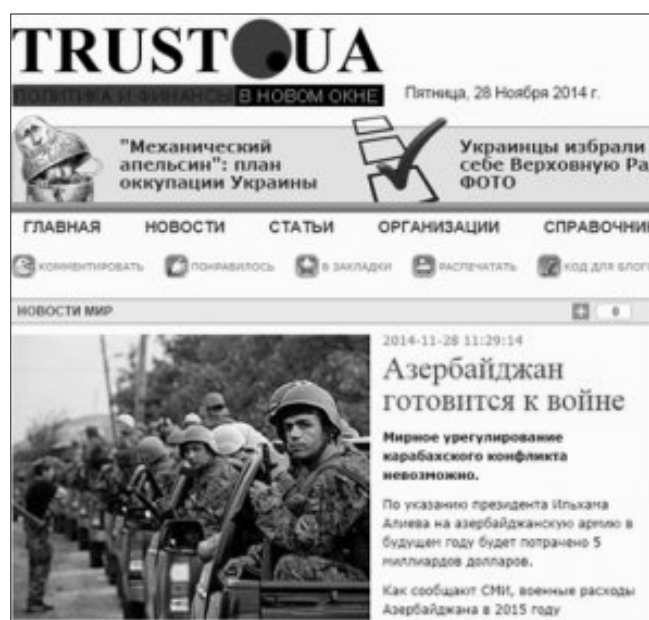 TRUST UA
ПОЛИТИКА И ФИНАНСЫ В НОВОМ ОКНЕ
Пятница, 28 Ноября 2014 г.
"Механический
апельсин": план
оккупации Украины
Украинцы избрали
себе Верховную Ра
ФОТО
ГЛАВНАЯ НОВОСТИ СТАТЬИ ОРГАНИЗАЦИИ СПРАВОЧНИ
КОММЕНТИРОВАТЬ ПОНРАВИЛОСЬ В ЗАКЛАДКИ РАСПЕЧАТАТЬ КОД ДЛЯ БЛОГ
НОВОСТИ МИР + 0
2014-11-28 11:29:14
Азербайджан
готовится к войне
Мирное урегулирование
карабахского конфликта
невозможно.
По указанию президента Ильхама
Алиева на азербайджанскую армию в
будущем году будет потрачено 5
миллиардов долларов.
Как сообщают СМИ, военные расходы
Азербайджана в 2015 году